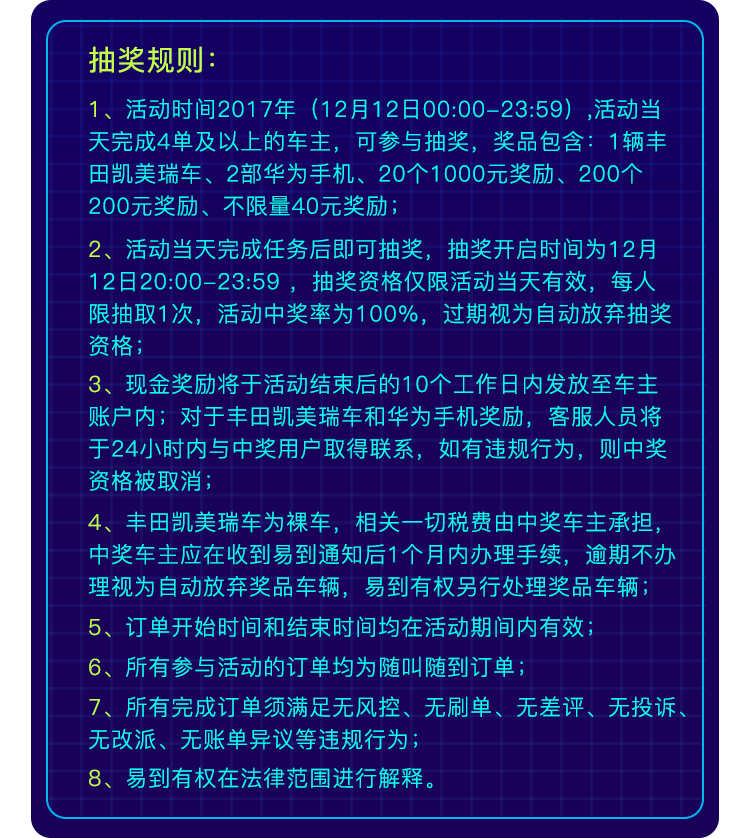 抽奖规则：
1、活动时间2017年（12月12日00:00-23:59）,活动当
天完成4单及以上的车主，可参与抽奖，奖品包含：1辆丰
田凯美瑞车、2部华为手机、20个1000元奖励、200个
200元奖励、不限量40元奖励；
2、活动当天完成任务后即可抽奖，抽奖开启时间为12月
12日20:00-23:59 ，抽奖资格仅限活动当天有效，每人
限抽取1次，活动中奖率为100%，过期视为自动放弃抽奖
资格；
3、现金奖励将于活动结束后的10个工作日内发放至车主
账户内；对于丰田凯美瑞车和华为手机奖励，客服人员将
于24小时内与中奖用户取得联系，如有违规行为，则中奖
资格被取消；
4、丰田凯美瑞车为裸车，相关一切税费由中奖车主承担，
中奖车主应在收到易到通知后1个月内办理手续，逾期不办
理视为自动放弃奖品车辆，易到有权另行处理奖品车辆；
5、订单开始时间和结束时间均在活动期间内有效；
6、所有参与活动的订单均为随叫随到订单；
7、所有完成订单须满足无风控、无刷单、无差评、无投诉、
无改派、无账单异议等违规行为；
8、易到有权在法律范围进行解释。